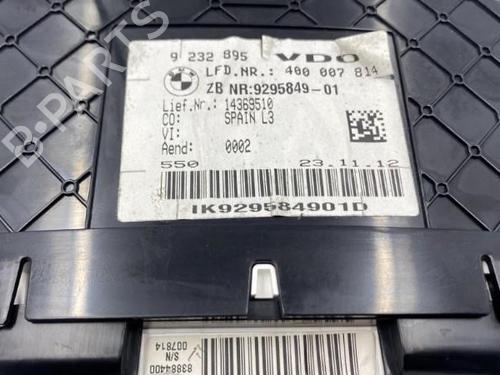 9 232 895 VDO
LFD.NR.: 400 007 814
ZB NR:9295849-01
Lief.Nr.: 14369510
CO: SPAIN L3
VI:
Aend: 0002
550 23.11.12
IK929584901D
83884400
S/N
007814